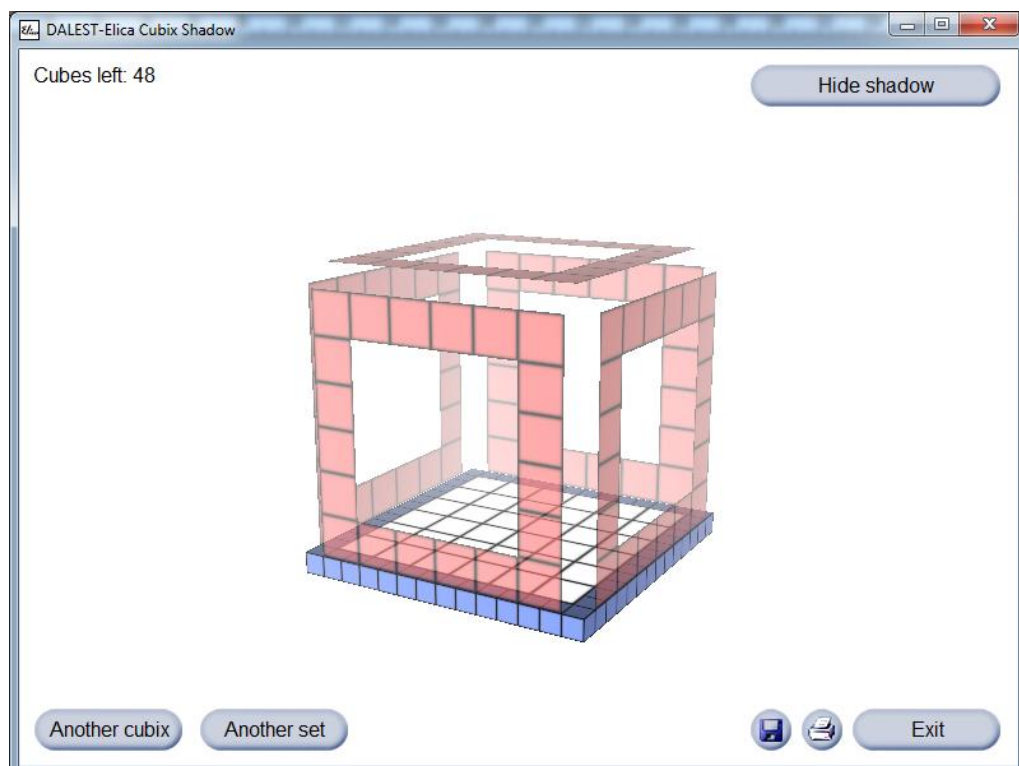 DALEST-Elica Cubix Shadow
Cubes left: 48
Hide shadow
Another cubix
Another set
Exit